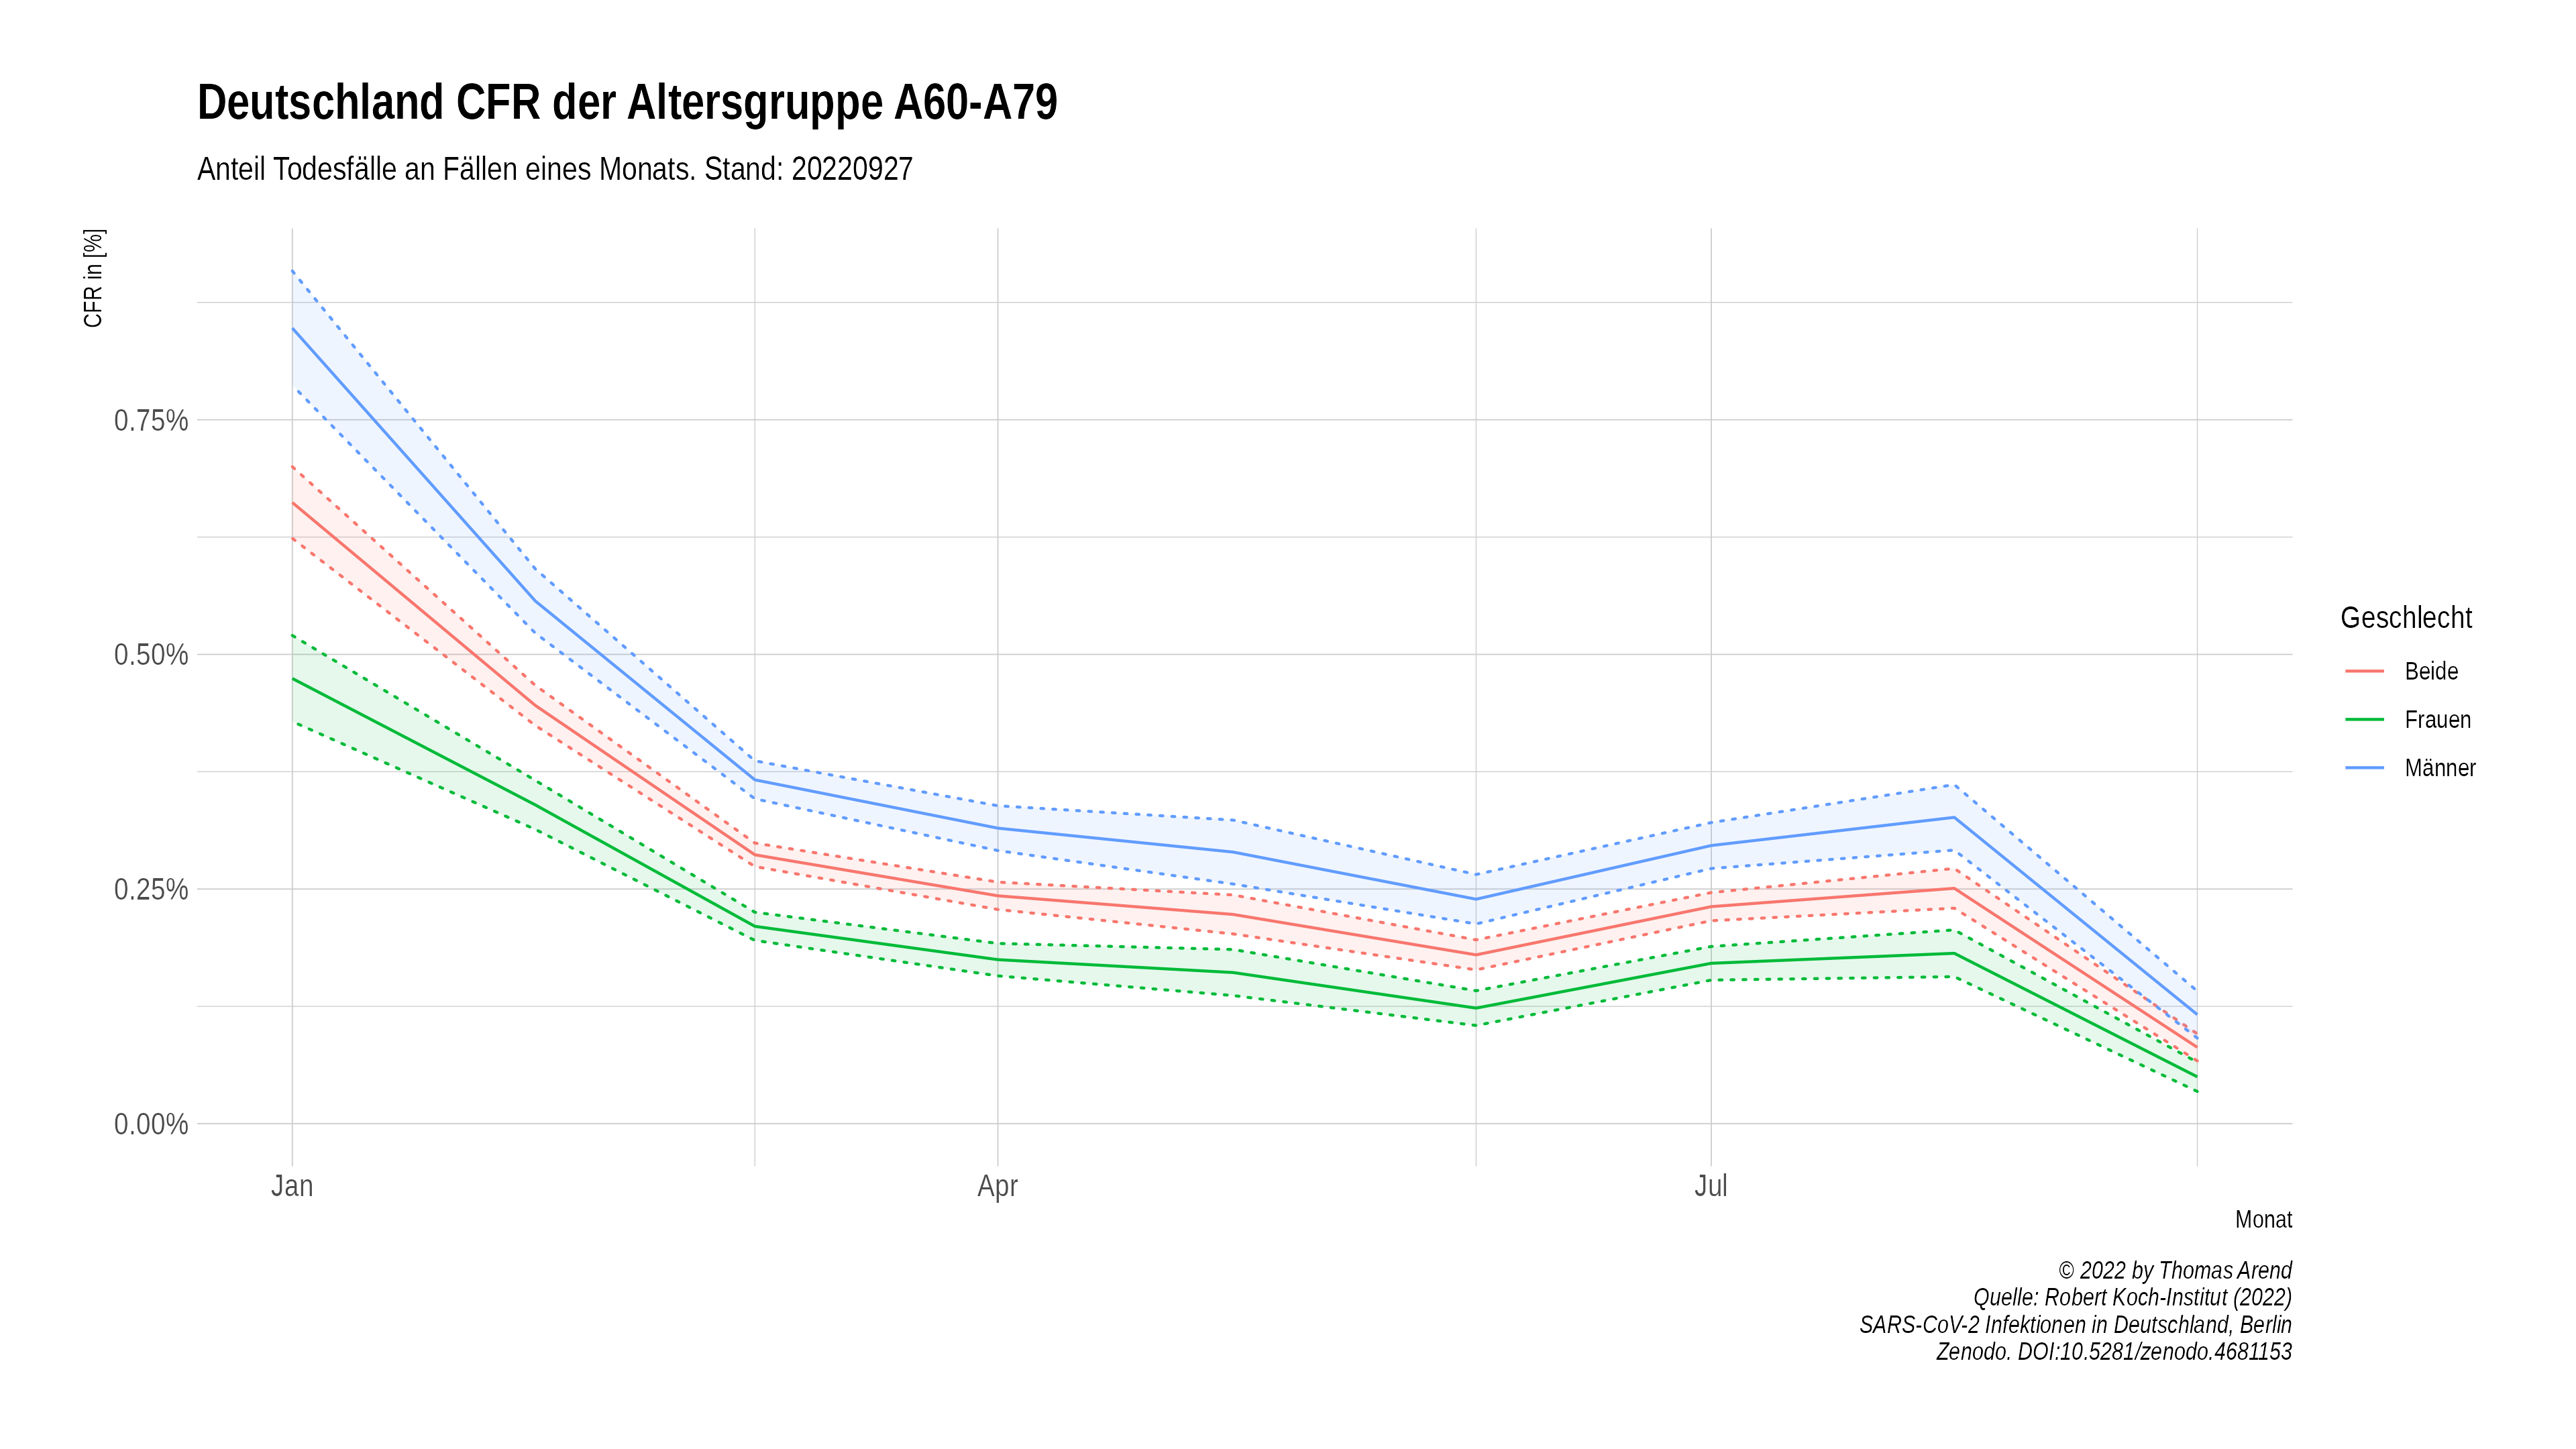 Deutschland CFR der Altersgruppe A60-A79
Anteil Todesfälle an Fällen eines Monats. Stand: 20220927
CFR in [%]
0.75%
0.50%
0.25%
0.00%
Jan
Apr
Jul
Monat
Geschlecht
Beide
Frauen
Männer
© 2022 by Thomas Arend
Quelle: Robert Koch-Institut (2022)
SARS-CoV-2 Infektionen in Deutschland, Berlin
Zenodo. DOI:10.5281/zenodo.4681153